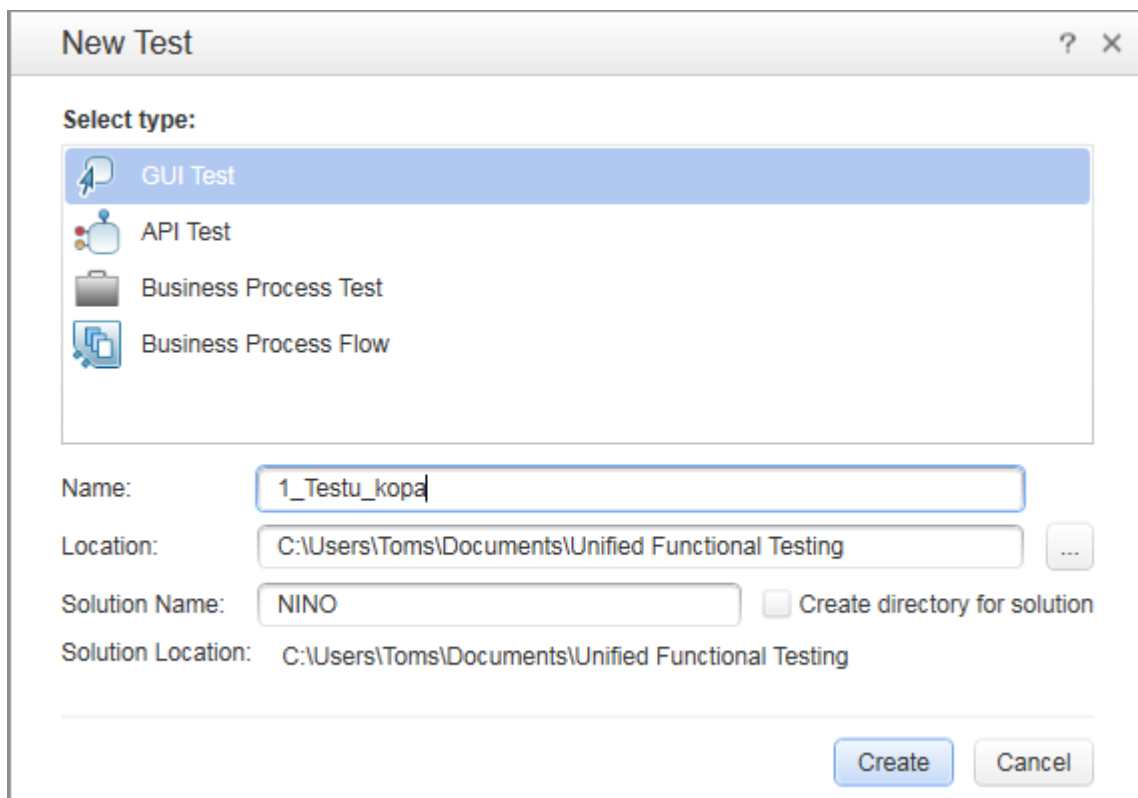 New Test ? ×
Select type:
GUI Test
API Test
Business Process Test
Business Process Flow
Name: 1_Testu_kopa
Location: C:\Users\Toms\Documents\Unified Functional Testing ...
Solution Name: NINO Create directory for solution
Solution Location: C:\Users\Toms\Documents\Unified Functional Testing
Create Cancel